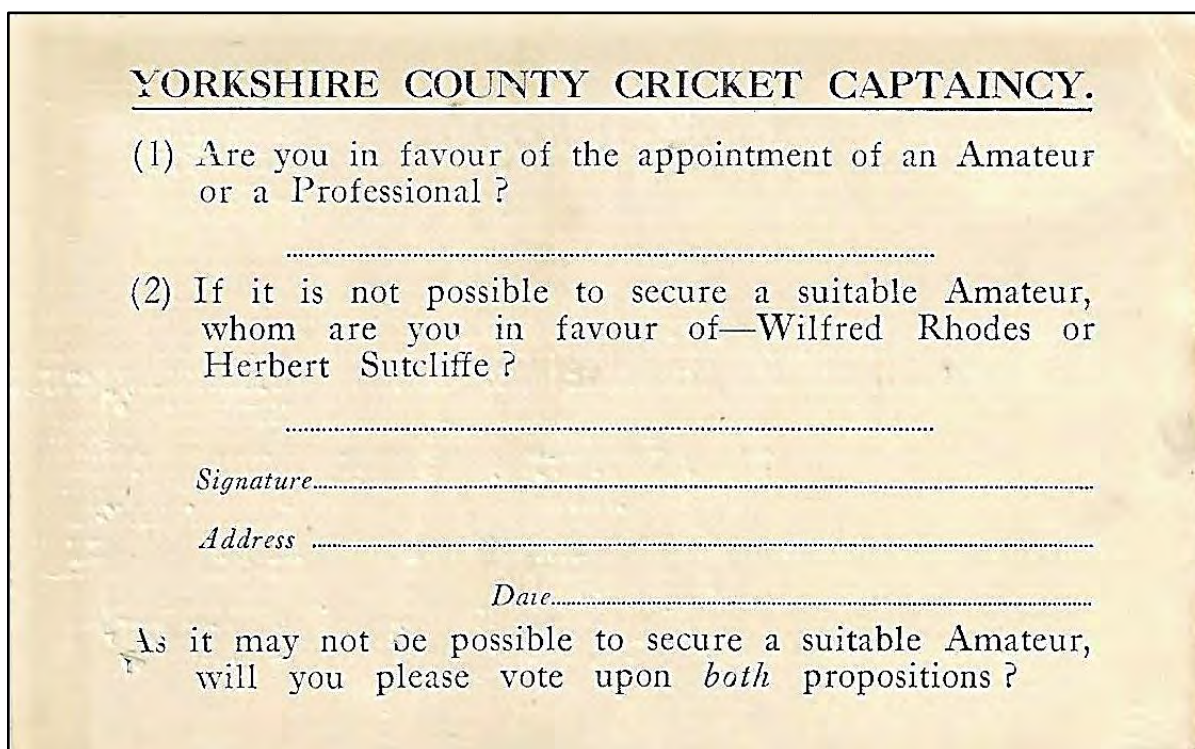 YORKSHIRE COUNTY CRICKET CAPTAINCY.
(1) Are you in favour of the appointment of an Amateur
or a Professional ?
(2) If it is not possible to secure a suitable Amateur,
whom are you in favour of—Wilfred Rhodes or
Herbert Sutcliffe ?
Signature
Address
Date
As it may not be possible to secure a suitable Amateur,
will you please vote upon both propositions ?